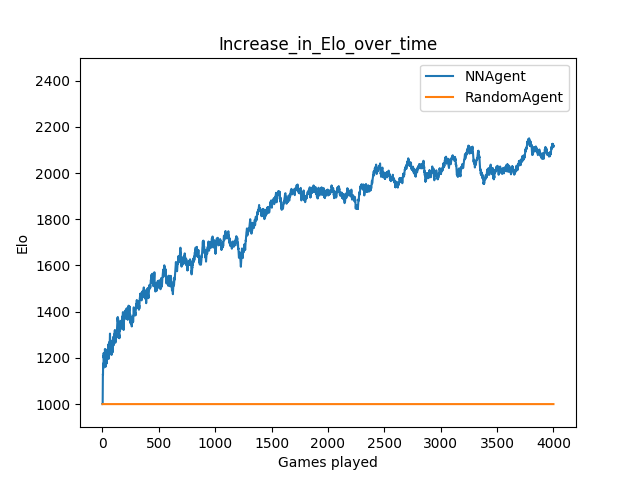 Increase_in_Elo_over_time
NNAgent
RandomAgent
2400
2200
2000
1800
1600
1400
1200
1000
Elo
0 500 1000 1500 2000 2500 3000 3500 4000
Games played